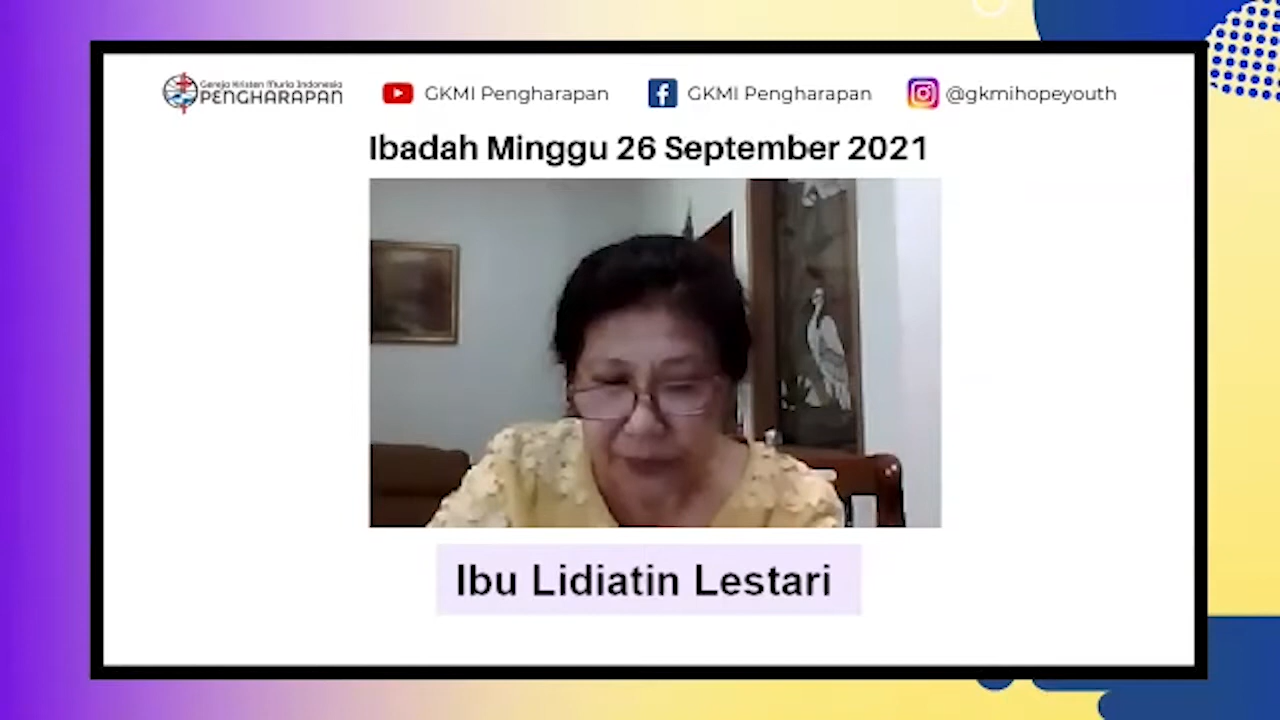 Gereja Kristen Muria Indonesia
PENGHARAPAN
GKMI Pengharapan
GKMI Pengharapan
@gkmihopeyouth
Ibadah Minggu 26 September 2021
Ibu Lidiatin Lestari